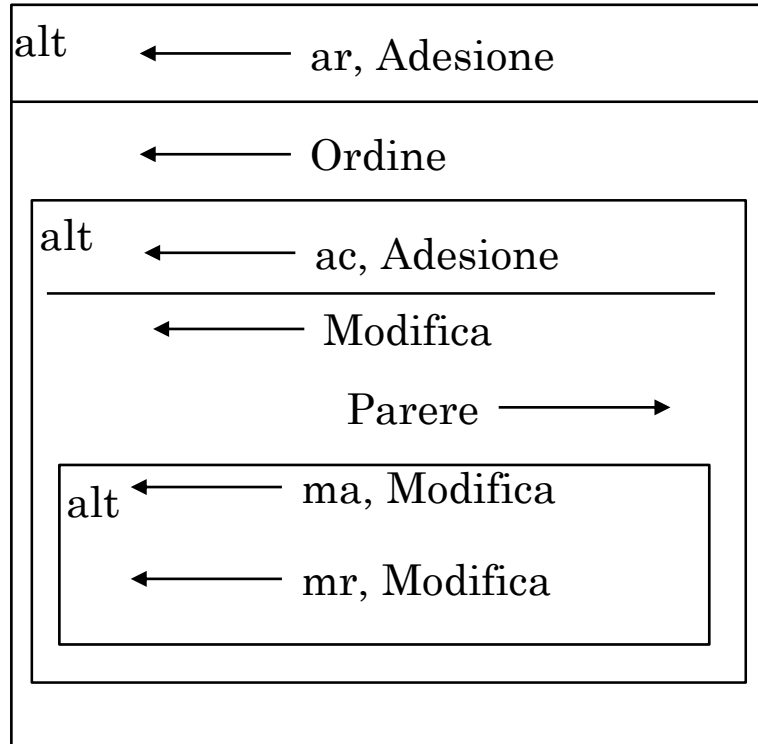 alt ar, Adesione
Ordine
alt ac, Adesione
Modifica
Parere
alt ma, Modifica
mr, Modifica